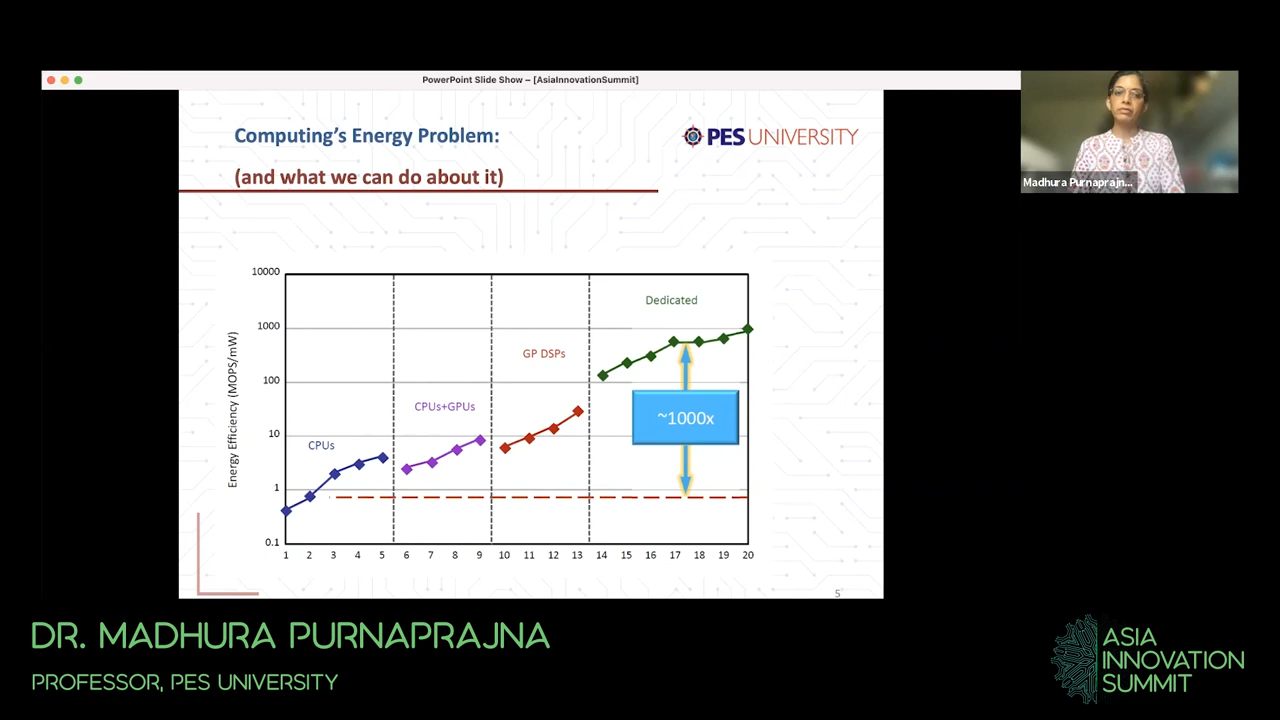 PowerPoint Slide Show – [AsiaInnovationSummit]
Computing's Energy Problem:
(and what we can do about it)
PES UNIVERSITY
Madhura Purnaprajn...
10000
1000
100
10
1
0.1
Energy Efficiency (MOPS/mW)
CPUs
CPUs+GPUs
GP DSPs
Dedicated
~1000x
1 2 3 4 5 6 7 8 9 10 11 12 13 14 15 16 17 18 19 20
5
DR. MADHURA PURNAPRAJNA
PROFESSOR, PES UNIVERSITY
ASIA
INNOVATION
SUMMIT